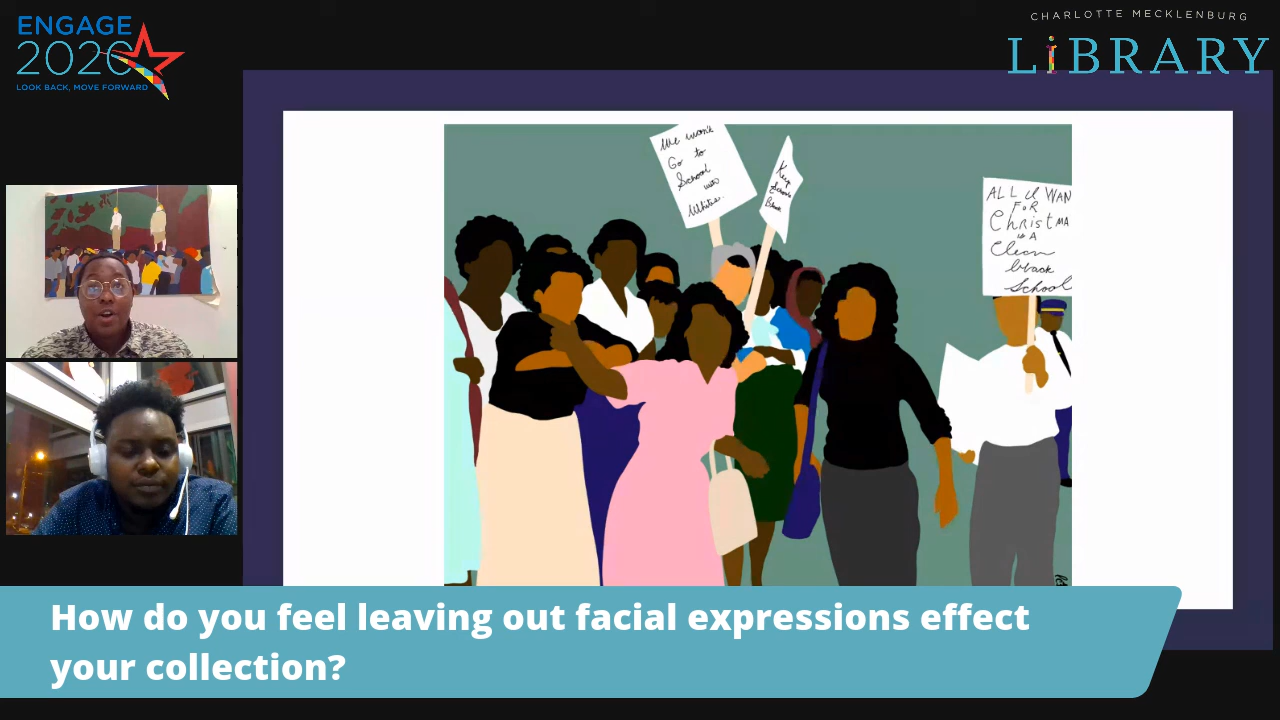 ENGAGE
2020
LOOK BACK, MOVE FORWARD
CHARLOTTE MECKLENBURG
LiBRARY
We wonk
Go to
School
with
Whites.
Keep
Schools
Black
ALL U WAN
FOR
ChRistMA
is A
Clean
black
School
How do you feel leaving out facial expressions effect
your collection?